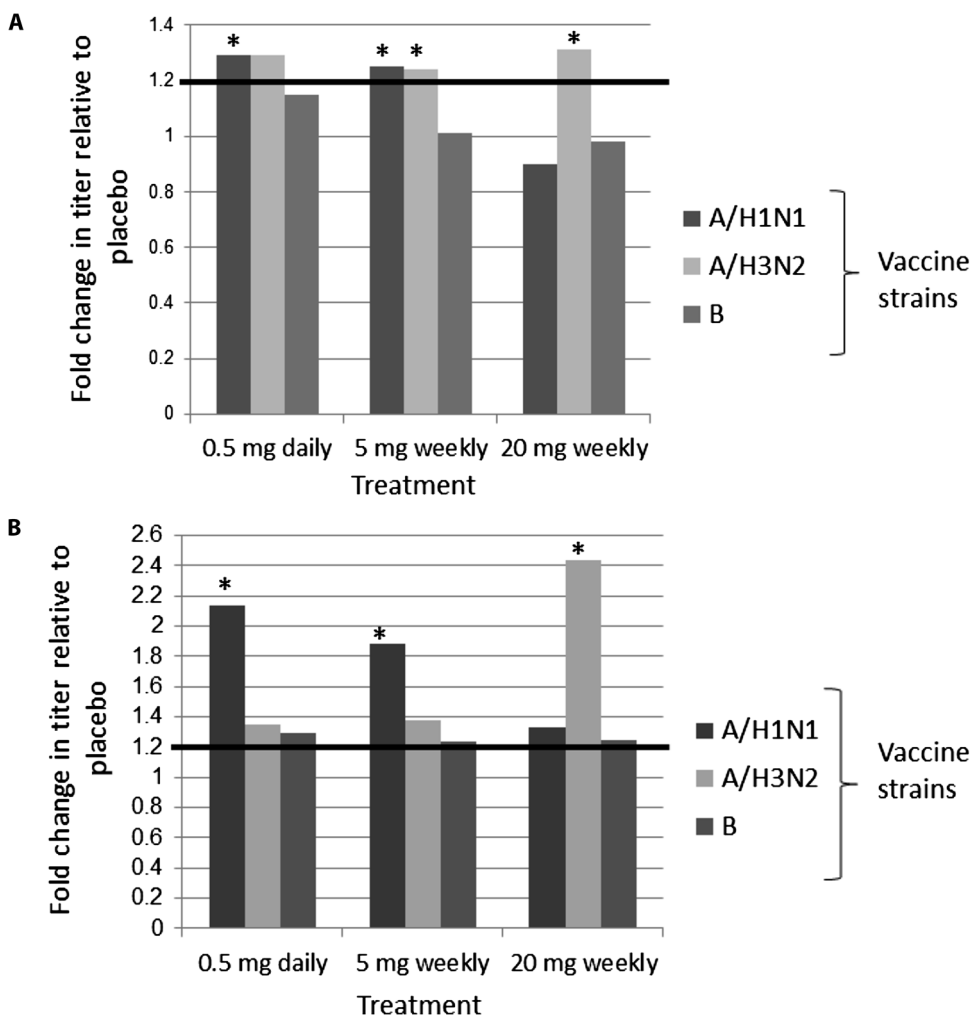 A
Fold change in titer relative to
placebo
1.4
1.2
1
0.8
0.6
0.4
0.2
0
*
* *
*
0.5 mg daily 5 mg weekly 20 mg weekly
Treatment
A/H1N1
A/H3N2
B
Vaccine
strains
B
Fold change in titer relative to
placebo
2.6
2.4
2.2
2
1.8
1.6
1.4
1.2
1
0.8
0.6
0.4
0.2
0
*
*
*
0.5 mg daily 5 mg weekly 20 mg weekly
Treatment
A/H1N1
A/H3N2
B
Vaccine
strains